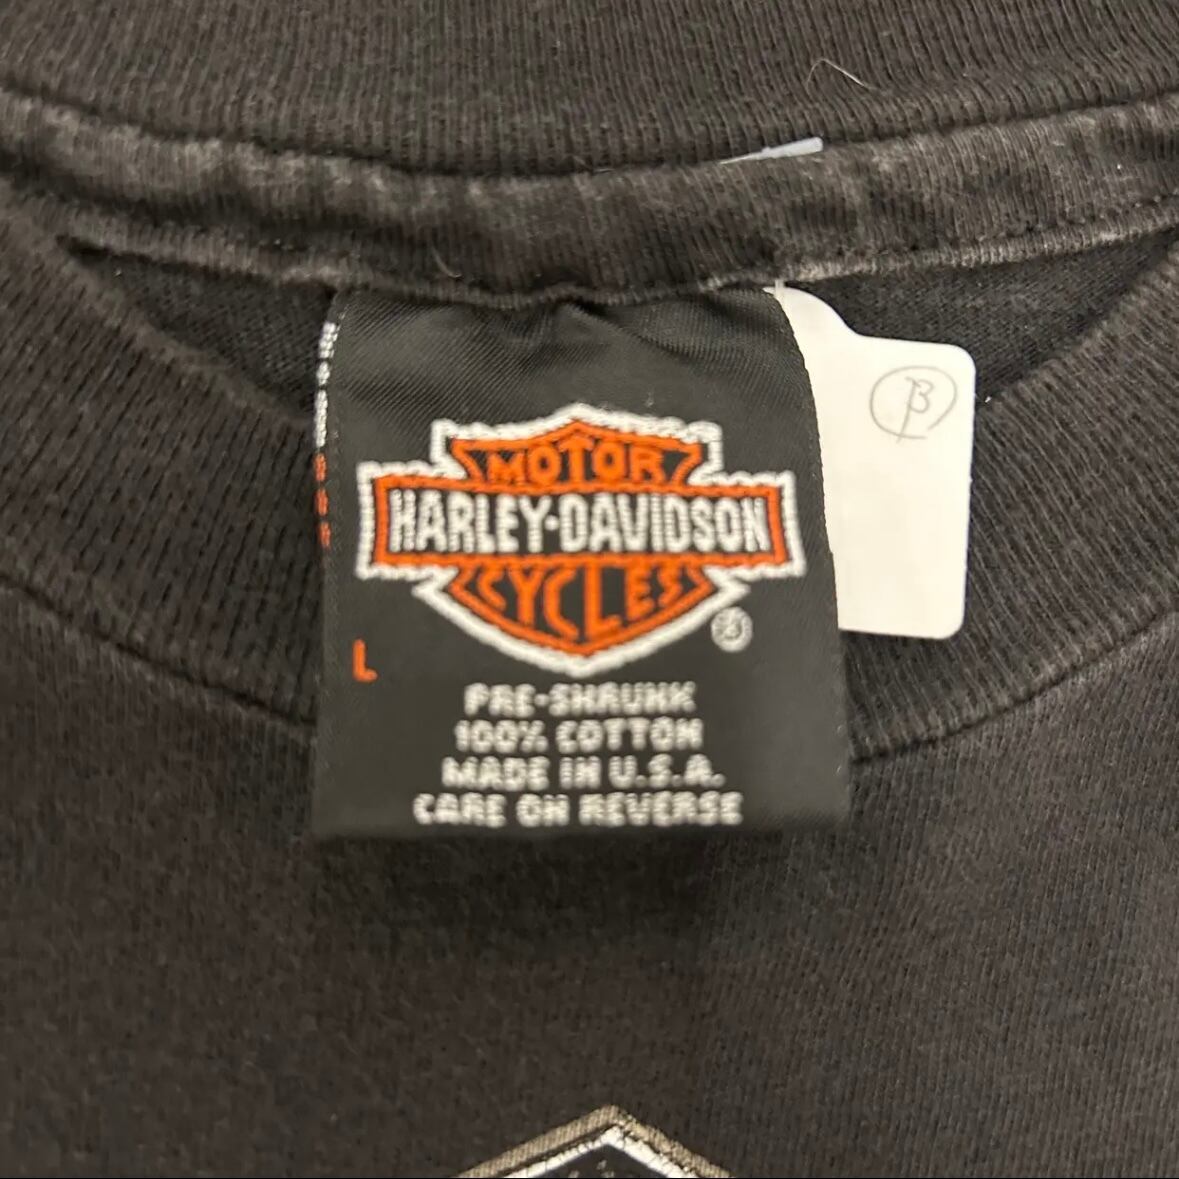 MOTOR
HARLEY-DAVIDSON
CYCLES
®
L
PRE-SHRUNK
100% COTTON
MADE IN U.S.A.
CARE ON REVERSE